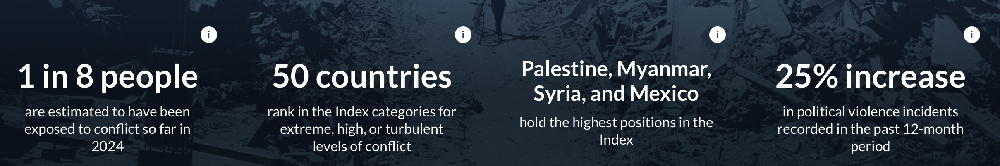 i
1 in 8 people
are estimated to have been
exposed to conflict so far in
2024
i
50 countries
rank in the Index categories for
extreme, high, or turbulent
levels of conflict
i
Palestine, Myanmar,
Syria, and Mexico
hold the highest positions in the
Index
i
25% increase
in political violence incidents
recorded in the past 12-month
period